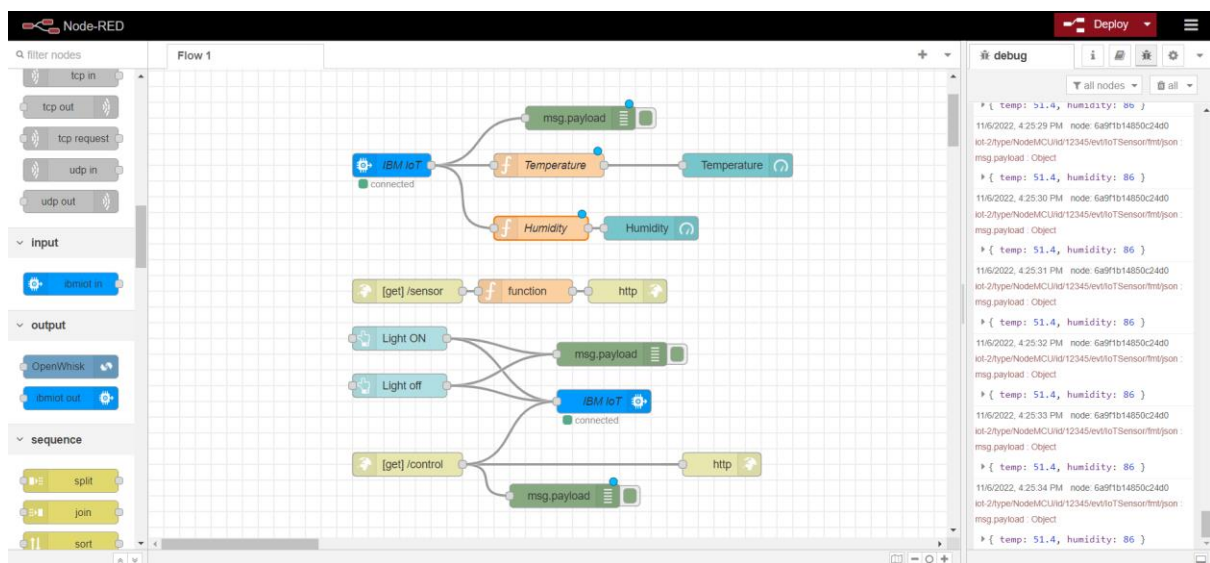 Node-RED
Deploy
filter nodes
tcp in
tcp out
tcp request
udp in
udp out
input
ibmiot in
output
OpenWhisk
ibmiot out
sequence
split
join
sort
Flow 1
msg.payload
IBM IoT
connected
Temperature
Temperature
Humidity
Humidity
[get] /sensor
function
http
Light ON
Light off
msg.payload
IBM IoT
connected
[get] /control
http
msg.payload
debug
all nodes
all
{ temp: 51.4, humidity: 86 }
11/6/2022, 4:25:29 PM node: 6a9f1b14850c24d0
iot-2/type/NodeMCU/id/12345/evt/IoTSensor/fmt/json :
msg.payload : Object
{ temp: 51.4, humidity: 86 }
11/6/2022, 4:25:30 PM node: 6a9f1b14850c24d0
iot-2/type/NodeMCU/id/12345/evt/IoTSensor/fmt/json :
msg.payload : Object
{ temp: 51.4, humidity: 86 }
11/6/2022, 4:25:31 PM node: 6a9f1b14850c24d0
iot-2/type/NodeMCU/id/12345/evt/IoTSensor/fmt/json :
msg.payload : Object
{ temp: 51.4, humidity: 86 }
11/6/2022, 4:25:32 PM node: 6a9f1b14850c24d0
iot-2/type/NodeMCU/id/12345/evt/IoTSensor/fmt/json :
msg.payload : Object
{ temp: 51.4, humidity: 86 }
11/6/2022, 4:25:33 PM node: 6a9f1b14850c24d0
iot-2/type/NodeMCU/id/12345/evt/IoTSensor/fmt/json :
msg.payload : Object
{ temp: 51.4, humidity: 86 }
11/6/2022, 4:25:34 PM node: 6a9f1b14850c24d0
iot-2/type/NodeMCU/id/12345/evt/IoTSensor/fmt/json :
msg.payload : Object
{ temp: 51.4, humidity: 86 }